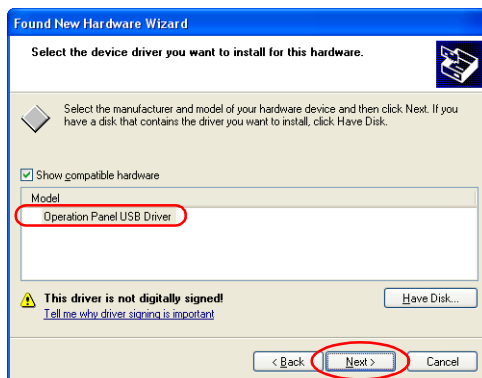 Found New Hardware Wizard
Select the device driver you want to install for this hardware.
Select the manufacturer and model of your hardware device and then click Next. If you
have a disk that contains the driver you want to install, click Have Disk.
Show compatible hardware
Model
Operation Panel USB Driver
This driver is not digitally signed!
Tell me why driver signing is important
Have Disk...
< Back
Next >
Cancel